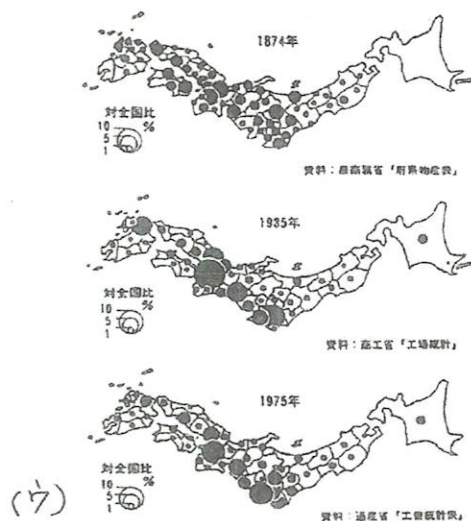 1874年
対全国比
10
5
1
%
資料：農商務省「府県物産表」
1935年
対全国比
10
5
1
%
資料：商工省「工場統計」
1975年
対全国比
10
5
1
%
資料：通産省「工業統計表」
(ウ)